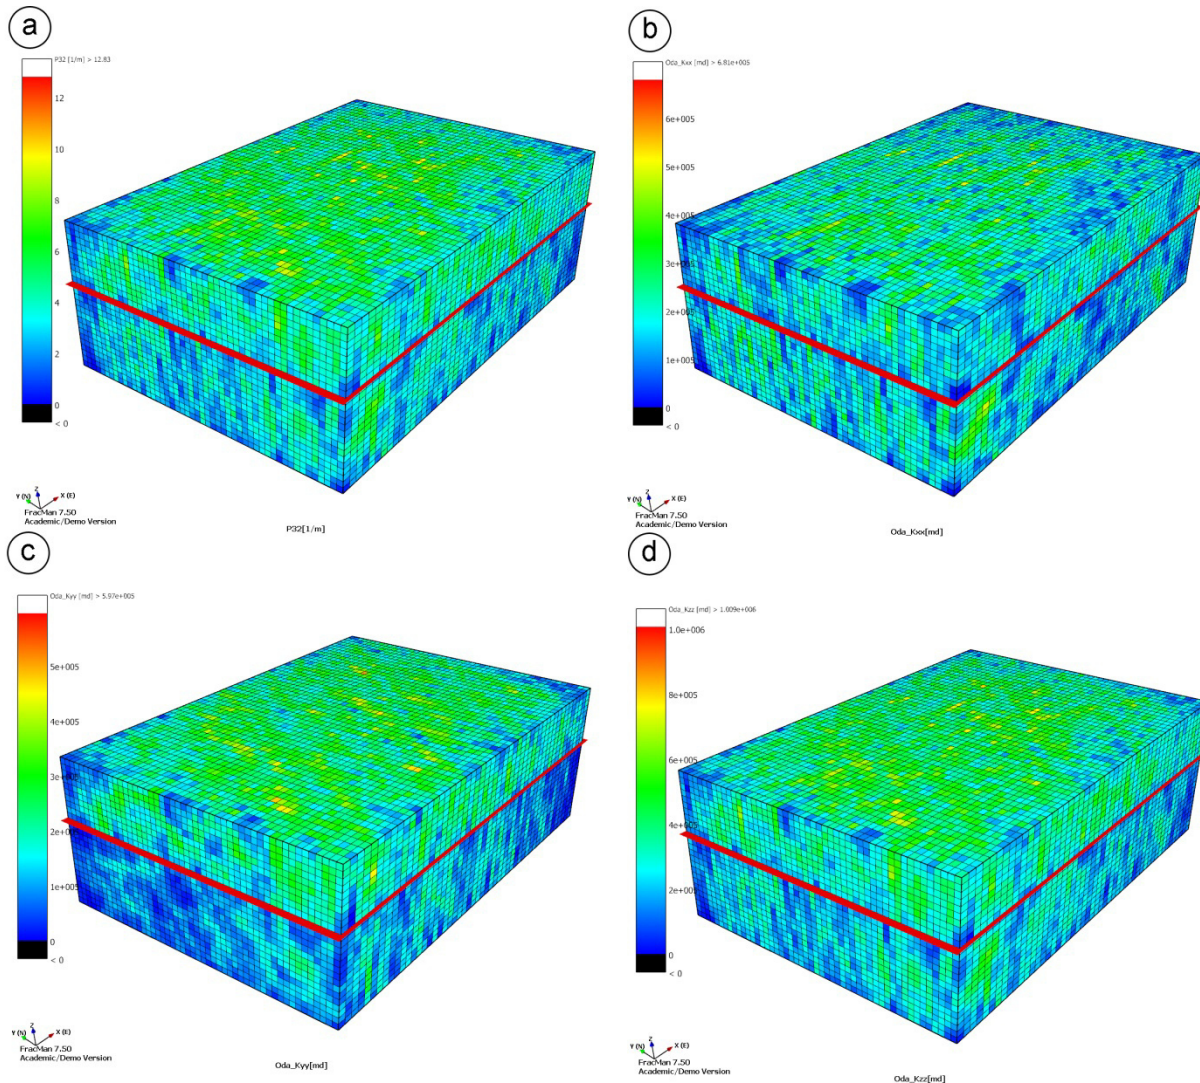 a
P32 [1/m] > 12.83
12
10
8
6
4
2
0
< 0
Y (N)
Z
X (E)
FracMan 7.50
Academic/Demo Version
P32[1/m]
b
Oda_Kxx [md] > 6.81e+005
6e+005
5e+005
4e+005
3e+005
2e+005
1e+005
0
< 0
Y (N)
Z
X (E)
FracMan 7.50
Academic/Demo Version
Oda_Kxx[md]
c
Oda_Kyy [md] > 5.97e+005
5e+005
4e+005
3e+005
2e+005
1e+005
0
< 0
Y (N)
Z
X (E)
FracMan 7.50
Academic/Demo Version
Oda_Kyy[md]
d
Oda_Kzz [md] > 1.009e+006
1.0e+006
8e+005
6e+005
4e+005
2e+005
0
< 0
Y (N)
Z
X (E)
FracMan 7.50
Academic/Demo Version
Oda_Kzz[md]